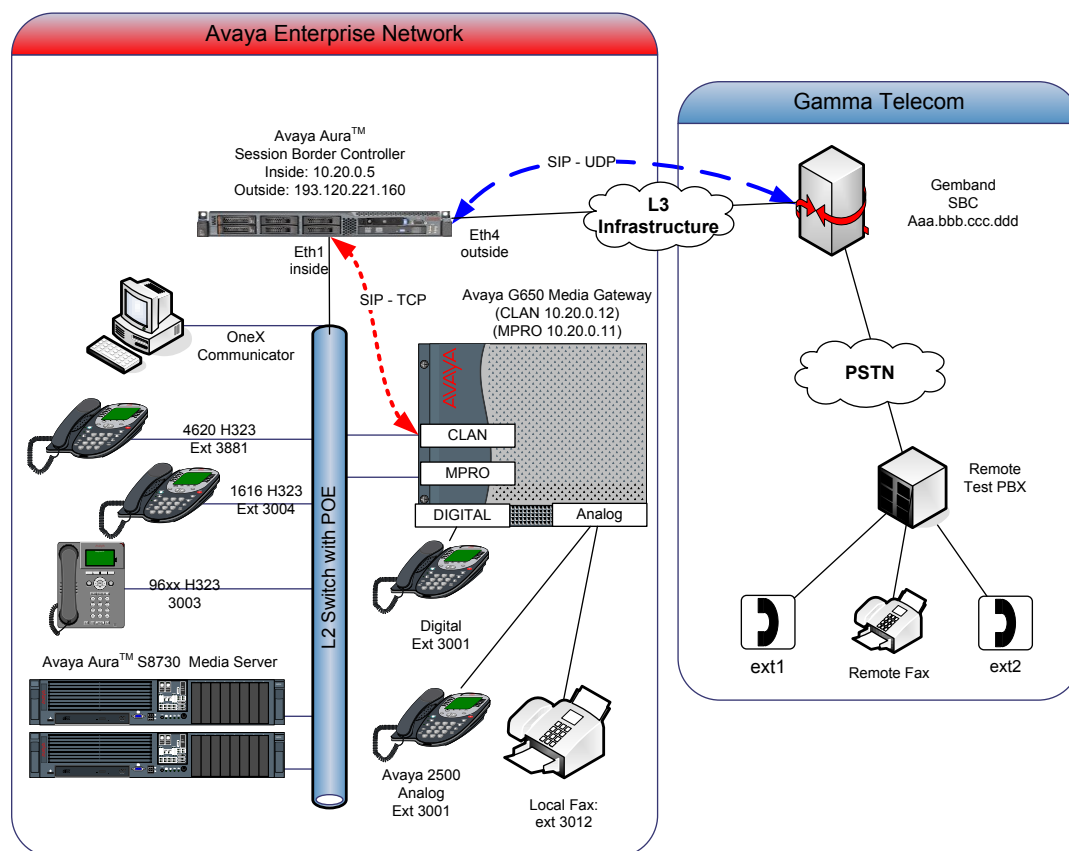 Avaya Enterprise Network
Avaya Aura™
Session Border Controller
Inside: 10.20.0.5
Outside: 193.120.221.160
Eth1
inside
Eth4
outside
SIP - UDP
L3
Infrastructure
SIP - TCP
OneX
Communicator
Avaya G650 Media Gateway
(CLAN 10.20.0.12)
(MPRO 10.20.0.11)
AVAYA
CLAN
MPRO
DIGITAL
Analog
4620 H323
Ext 3881
1616 H323
Ext 3004
96xx H323
3003
L2 Switch with POE
Avaya Aura™ S8730 Media Server
Digital
Ext 3001
Avaya 2500
Analog
Ext 3001
Local Fax:
ext 3012
Gamma Telecom
Gemband
SBC
Aaa.bbb.ccc.ddd
PSTN
Remote
Test PBX
ext1
Remote Fax
ext2